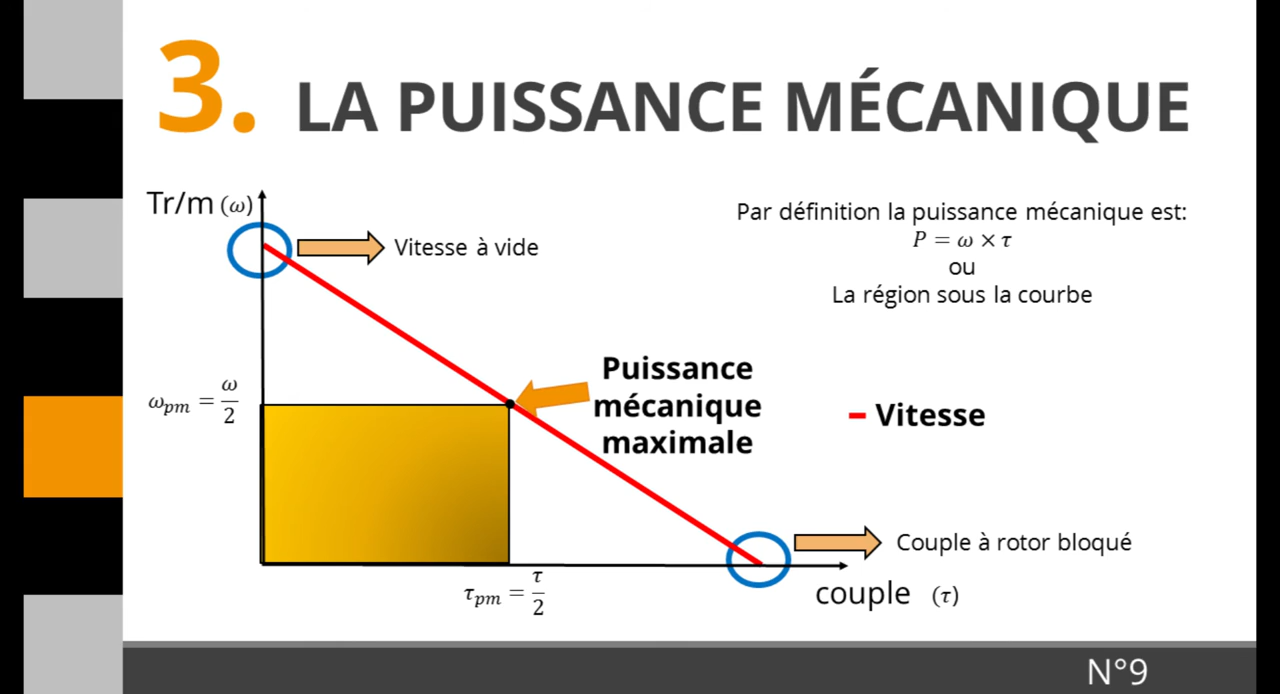 3. LA PUISSANCE MÉCANIQUE
Tr/m (ω)
Vitesse à vide
Par définition la puissance mécanique est:
P = ω × τ
ou
La région sous la courbe
ω_pm = ω/2
Puissance
mécanique
maximale
Vitesse
Couple à rotor bloqué
τ_pm = τ/2
couple (τ)
N°9